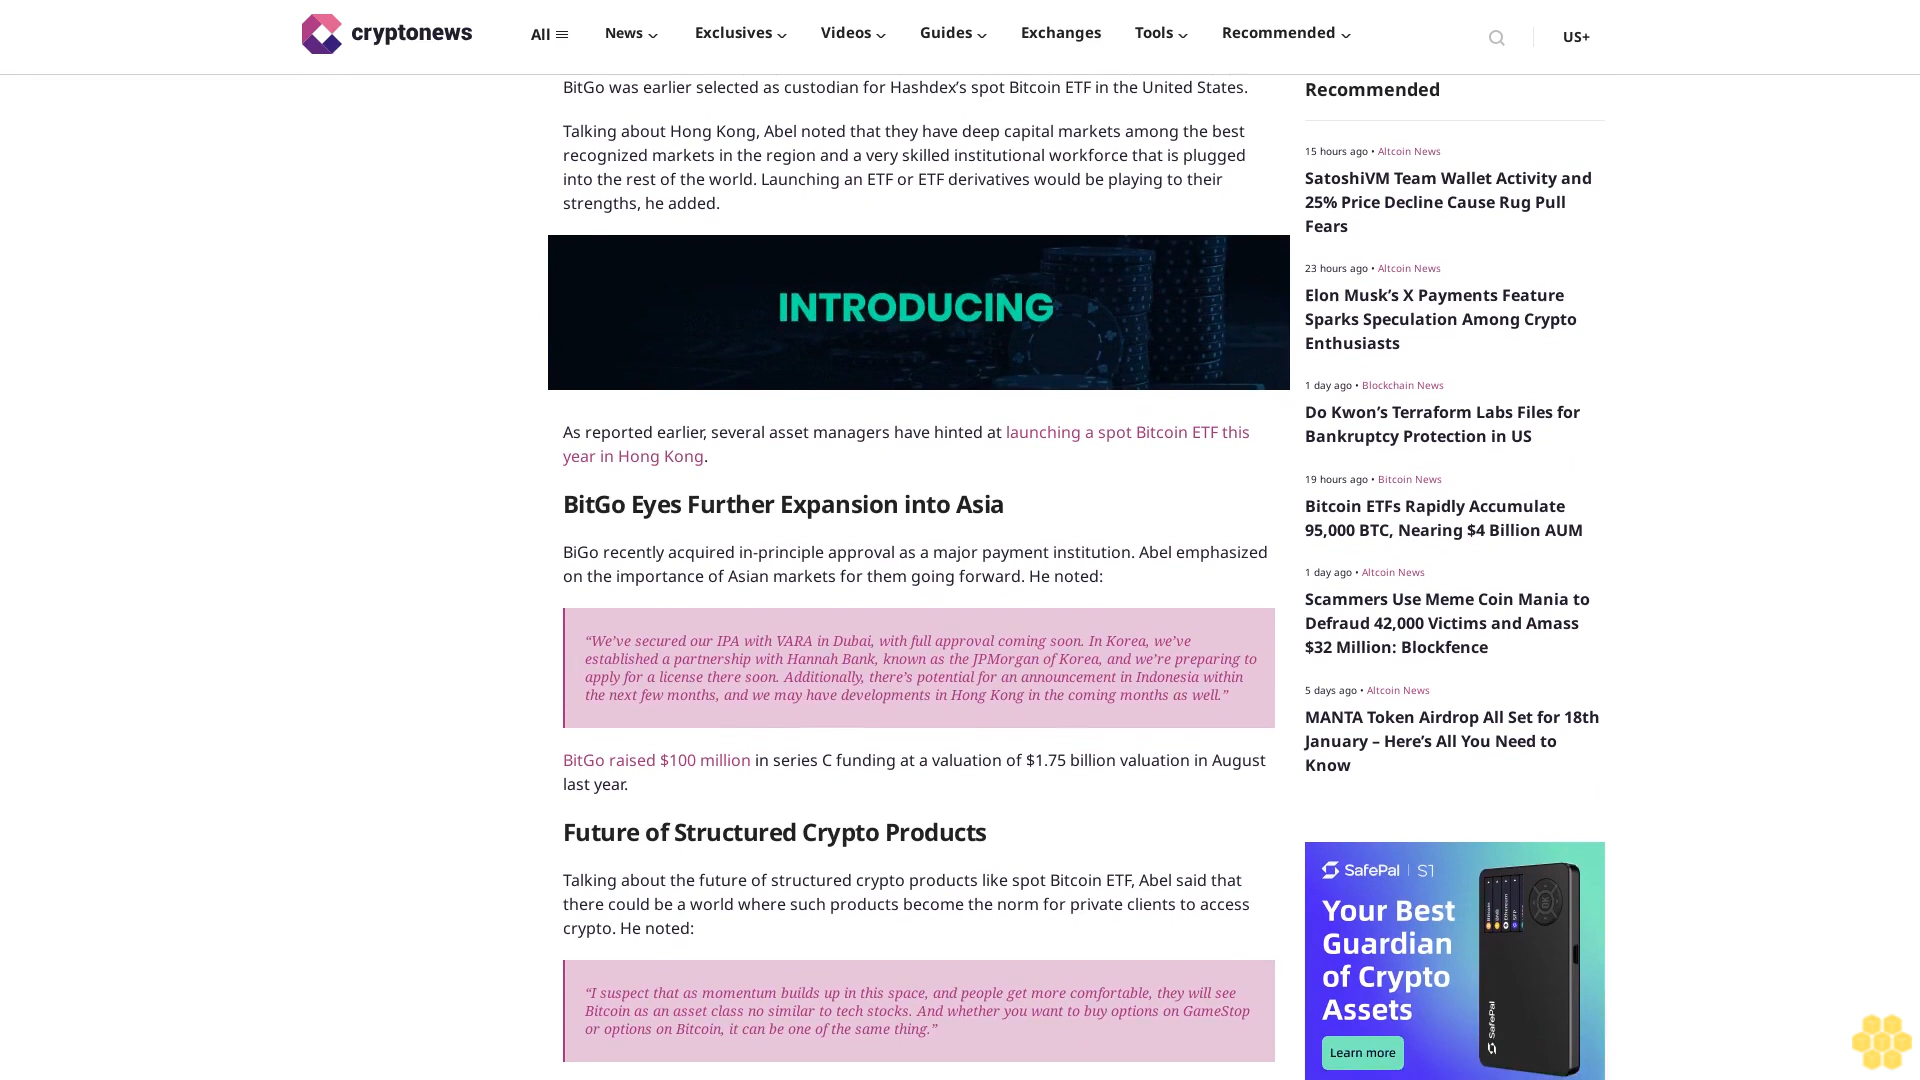 cryptonews
All
News
Exclusives
Videos
Guides
Exchanges
Tools
Recommended
US+
BitGo was earlier selected as custodian for Hashdex’s spot Bitcoin ETF in the United States.
Talking about Hong Kong, Abel noted that they have deep capital markets among the best
recognized markets in the region and a very skilled institutional workforce that is plugged
into the rest of the world. Launching an ETF or ETF derivatives would be playing to their
strengths, he added.
INTRODUCING
As reported earlier, several asset managers have hinted at launching a spot Bitcoin ETF this
year in Hong Kong.
BitGo Eyes Further Expansion into Asia
BiGo recently acquired in-principle approval as a major payment institution. Abel emphasized
on the importance of Asian markets for them going forward. He noted:
“We’ve secured our IPA with VARA in Dubai, with full approval coming soon. In Korea, we’ve
established a partnership with Hannah Bank, known as the JPMorgan of Korea, and we’re preparing to
apply for a license there soon. Additionally, there’s potential for an announcement in Indonesia within
the next few months, and we may have developments in Hong Kong in the coming months as well.”
BitGo raised $100 million in series C funding at a valuation of $1.75 billion valuation in August
last year.
Future of Structured Crypto Products
Talking about the future of structured crypto products like spot Bitcoin ETF, Abel said that
there could be a world where such products become the norm for private clients to access
crypto. He noted:
“I suspect that as momentum builds up in this space, and people get more comfortable, they will see
Bitcoin as an asset class no similar to tech stocks. And whether you want to buy options on GameStop
or options on Bitcoin, it can be one of the same thing.”
Recommended
15 hours ago • Altcoin News
SatoshiVM Team Wallet Activity and
25% Price Decline Cause Rug Pull
Fears
23 hours ago • Altcoin News
Elon Musk’s X Payments Feature
Sparks Speculation Among Crypto
Enthusiasts
1 day ago • Blockchain News
Do Kwon’s Terraform Labs Files for
Bankruptcy Protection in US
19 hours ago • Bitcoin News
Bitcoin ETFs Rapidly Accumulate
95,000 BTC, Nearing $4 Billion AUM
1 day ago • Altcoin News
Scammers Use Meme Coin Mania to
Defraud 42,000 Victims and Amass
$32 Million: Blockfence
5 days ago • Altcoin News
MANTA Token Airdrop All Set for 18th
January – Here’s All You Need to
Know
SafePal | S1
Your Best
Guardian
of Crypto
Assets
Learn more
SafePal
OK